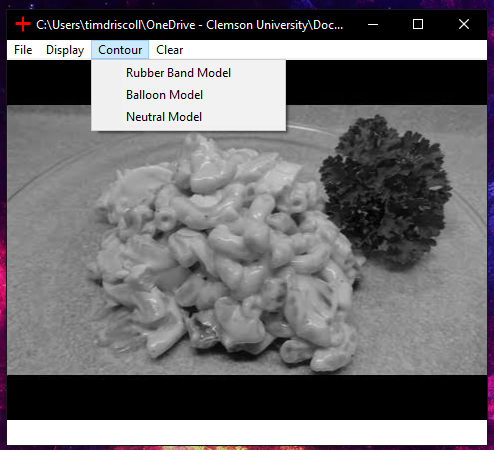 C:\Users\timdriscoll\OneDrive - Clemson University\Doc...
File Display Contour Clear
Rubber Band Model
Balloon Model
Neutral Model